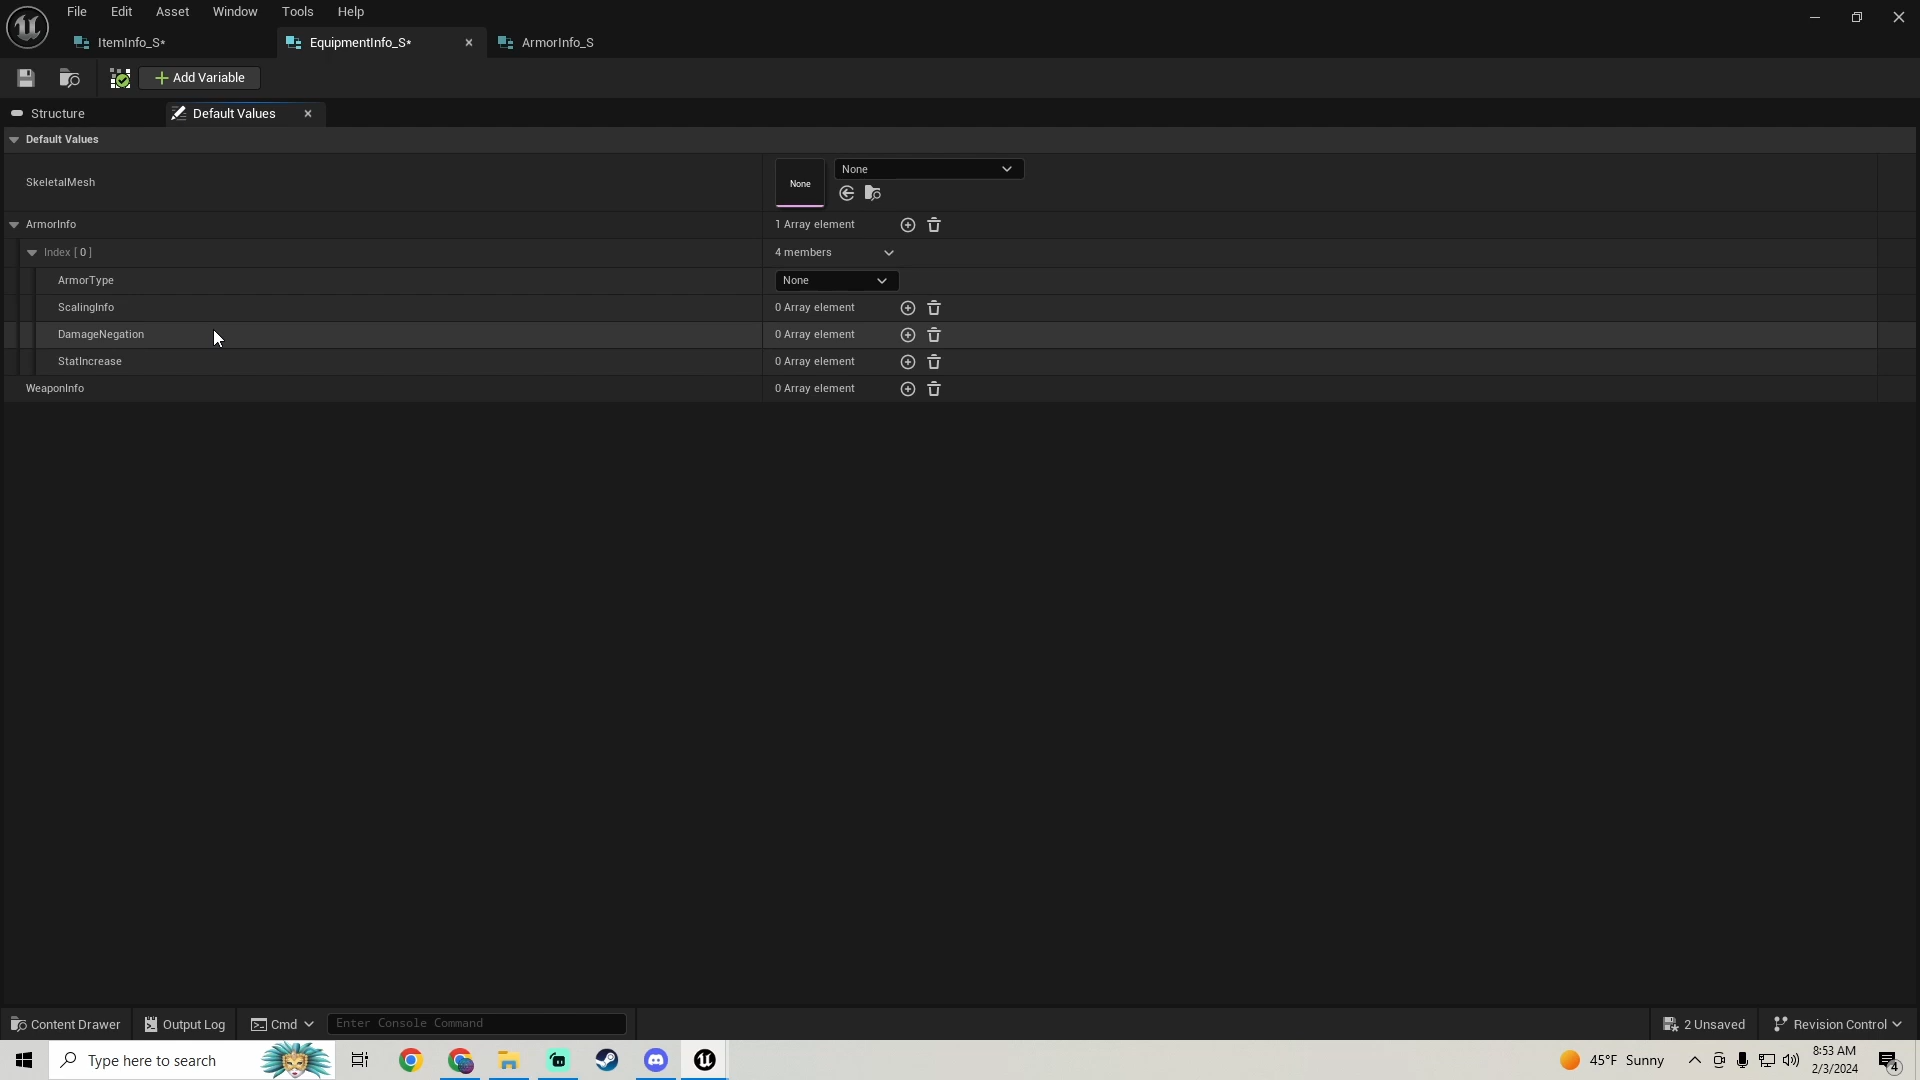 File Edit Asset Window Tools Help
ItemInfo_S* EquipmentInfo_S* ArmorInfo_S
Add Variable
Structure Default Values
Default Values
SkeletalMesh None None
ArmorInfo 1 Array element
Index [ 0 ] 4 members
ArmorType None
ScalingInfo 0 Array element
DamageNegation 0 Array element
StatIncrease 0 Array element
WeaponInfo 0 Array element
Content Drawer Output Log Cmd Enter Console Command 2 Unsaved Revision Control
Type here to search 45°F Sunny 8:53 AM
2/3/2024 4